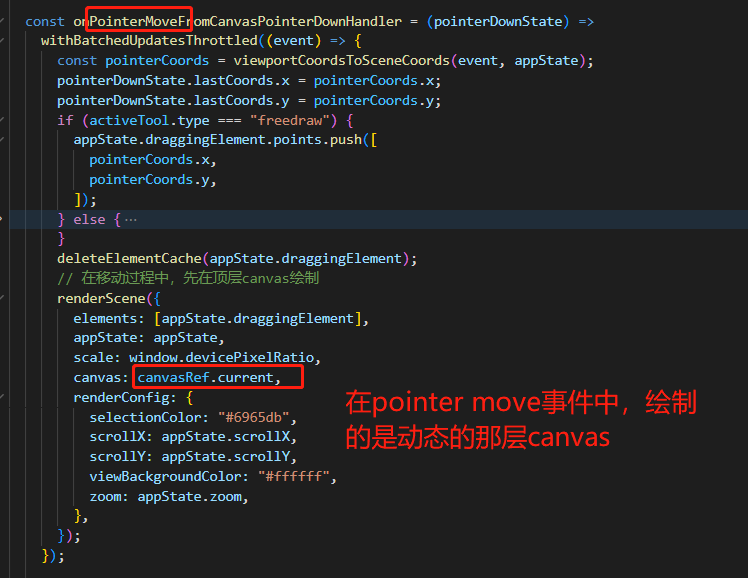 const onPointerMoveFromCanvasPointerDownHandler = (pointerDownState) =>
withBatchedUpdatesThrottled((event) => {
const pointerCoords = viewportCoordsToSceneCoords(event, appState);
pointerDownState.lastCoords.x = pointerCoords.x;
pointerDownState.lastCoords.y = pointerCoords.y;
if (activeTool.type === "freedraw") {
appState.draggingElement.points.push([
pointerCoords.x,
pointerCoords.y,
]);
} else { ···
}
deleteElementCache(appState.draggingElement);
// 在移动过程中，先在顶层canvas绘制
renderScene({
elements: [appState.draggingElement],
appState: appState,
scale: window.devicePixelRatio,
canvas: canvasRef.current,
renderConfig: {
selectionColor: "#6965db",
scrollX: appState.scrollX,
scrollY: appState.scrollY,
viewBackgroundColor: "#ffffff",
zoom: appState.zoom,
},
});
});
在pointer move事件中，绘制
的是动态的那层canvas